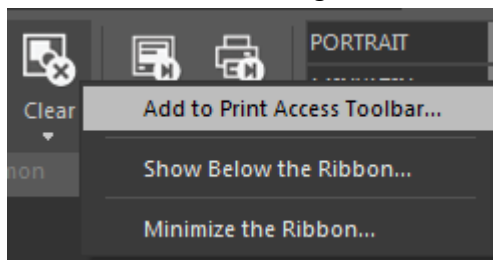 PORTRAIT
Clear
Add to Print Access Toolbar...
Show Below the Ribbon...
Minimize the Ribbon...